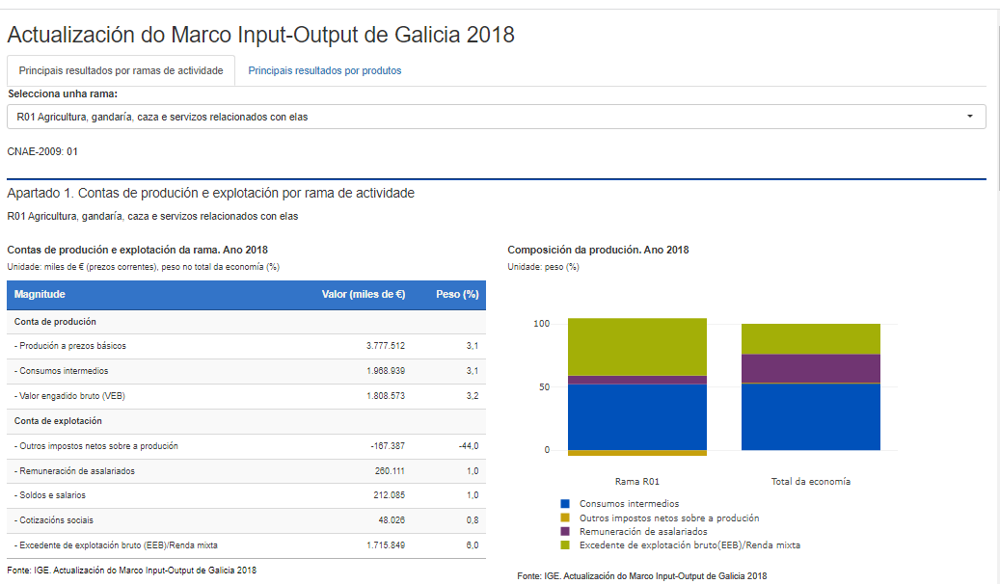 Actualización do Marco Input-Output de Galicia 2018
Principais resultados por ramas de actividade
Principais resultados por produtos
Selecciona unha rama:
R01 Agricultura, gandaría, caza e servizos relacionados con elas
CNAE-2009: 01
Apartado 1. Contas de produción e explotación por rama de actividade
R01 Agricultura, gandaría, caza e servizos relacionados con elas
Contas de produción e explotación da rama. Ano 2018
Unidade: miles de € (prezos correntes), peso no total da economía (%)
Magnitude Valor (miles de €) Peso (%)
Conta de produción
- Produción a prezos básicos 3.777.512 3,1
- Consumos intermedios 1.968.939 3,1
- Valor engadido bruto (VEB) 1.808.573 3,2
Conta de explotación
- Outros impostos netos sobre a produción -167.387 -44,0
- Remuneración de asalariados 260.111 1,0
- Soldos e salarios 212.085 1,0
- Cotizacións sociais 48.026 0,8
- Excedente de explotación bruto (EEB)/Renda mixta 1.715.849 6,0
Fonte: IGE. Actualización do Marco Input-Output de Galicia 2018
Composición da produción. Ano 2018
Unidade: peso (%)
100
50
0
Rama R01 Total da economía
Consumos intermedios
Outros impostos netos sobre a produción
Remuneración de asalariados
Excedente de explotación bruto(EEB)/Renda mixta
Fonte: IGE. Actualización do Marco Input-Output de Galicia 2018